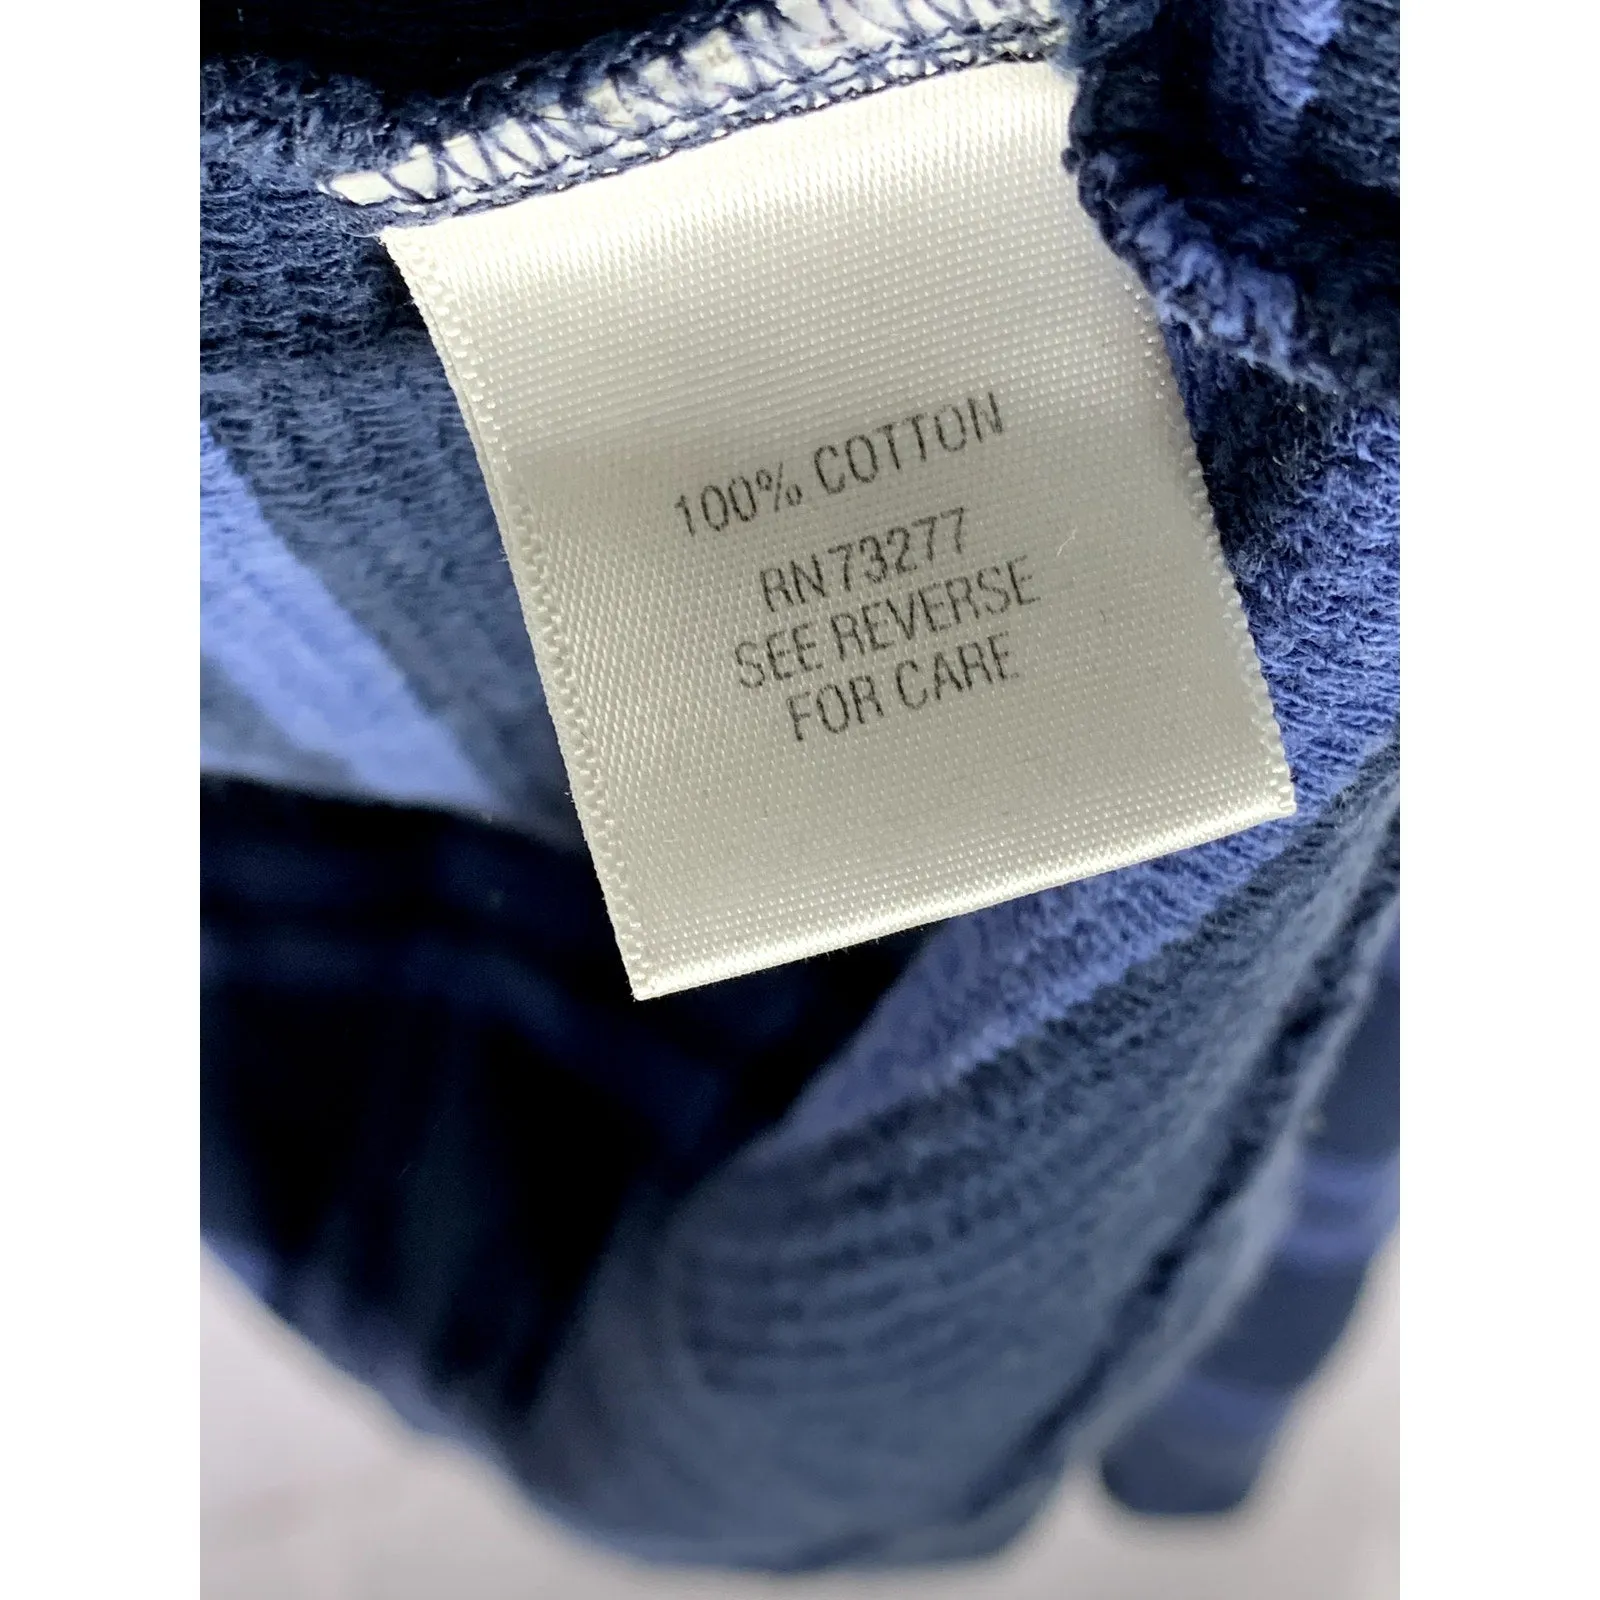 100% COTTON
RN 73277
SEE REVERSE
FOR CARE